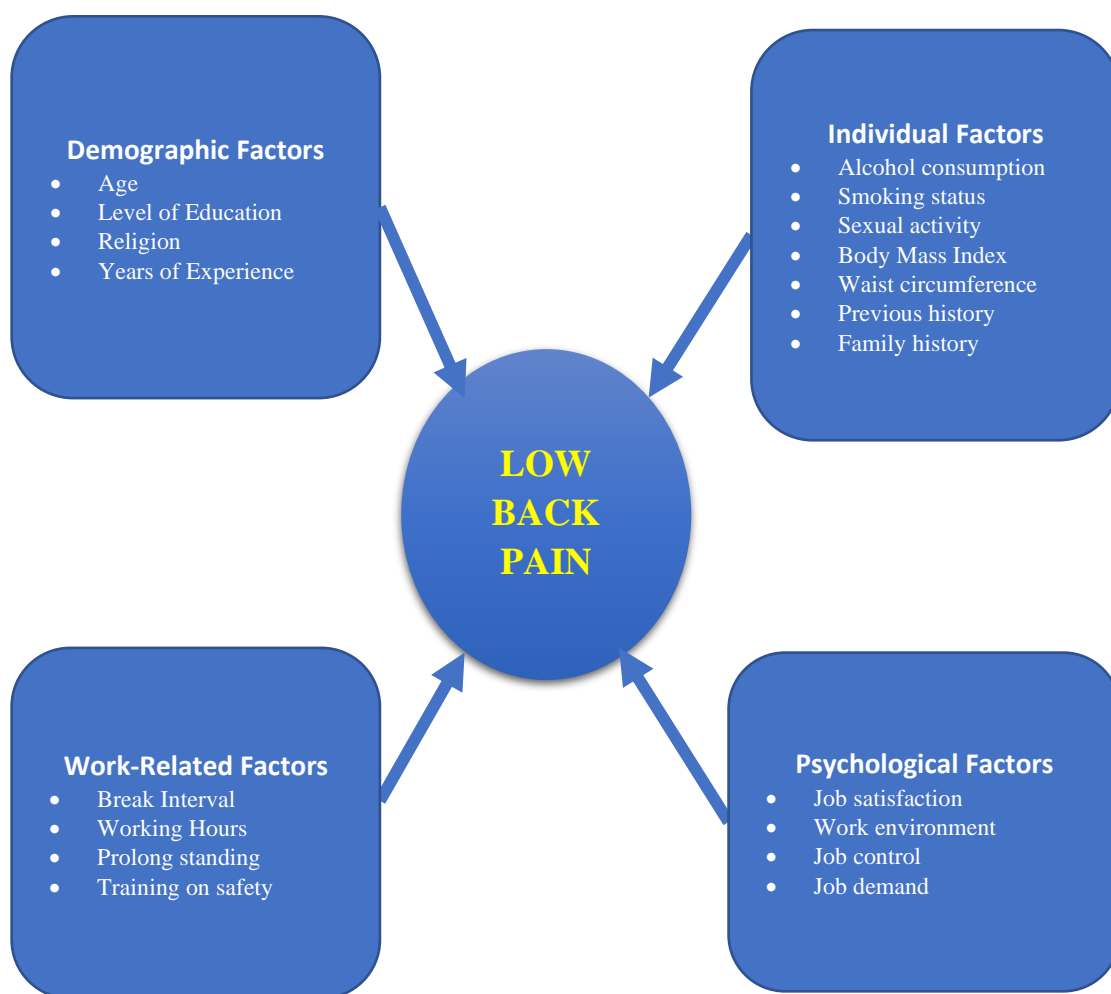 Demographic Factors
• Age
• Level of Education
• Religion
• Years of Experience
Individual Factors
• Alcohol consumption
• Smoking status
• Sexual activity
• Body Mass Index
• Waist circumference
• Previous history
• Family history
LOW
BACK
PAIN
Work-Related Factors
• Break Interval
• Working Hours
• Prolong standing
• Training on safety
Psychological Factors
• Job satisfaction
• Work environment
• Job control
• Job demand